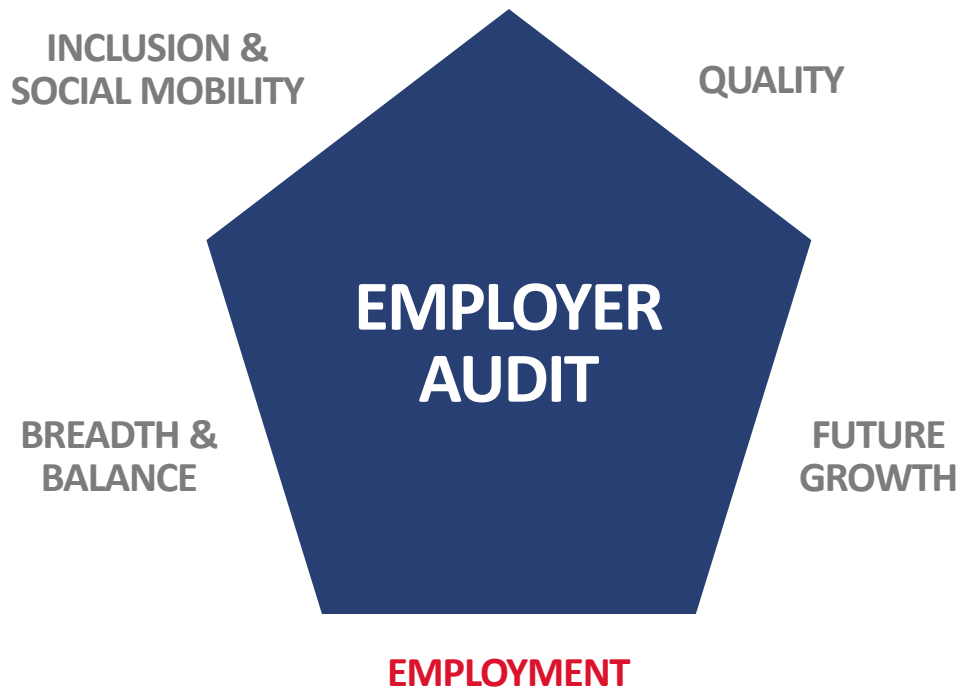 INCLUSION &
SOCIAL MOBILITY
QUALITY
EMPLOYER
AUDIT
BREADTH &
BALANCE
FUTURE
GROWTH
EMPLOYMENT